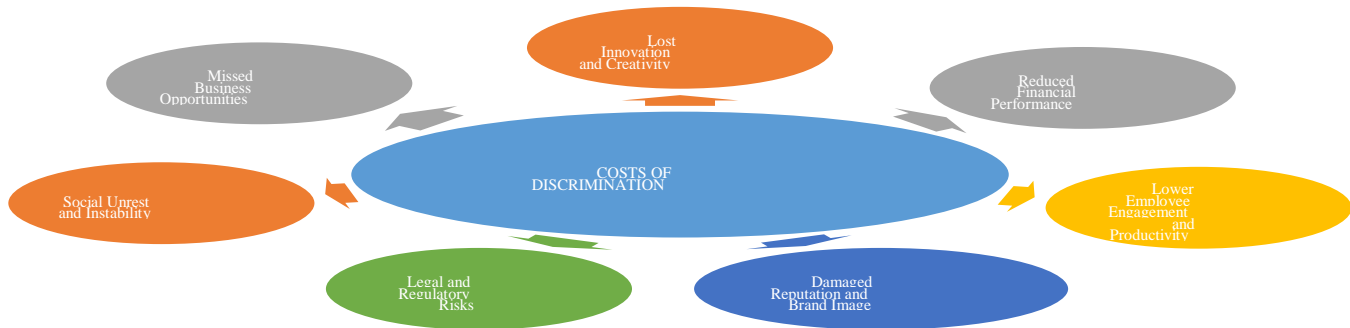 Lost
Innovation
and Creativity
Missed
Business
Opportunities
Reduced
Financial
Performance
COSTS OF
DISCRIMINATION
Social Unrest
and Instability
Lower
Employee
Engagement
and
Productivity
Legal and
Regulatory
Risks
Damaged
Reputation and
Brand Image